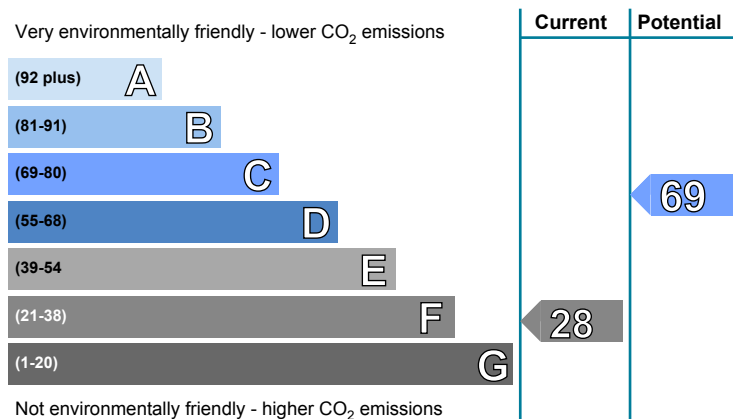 Current Potential
Very environmentally friendly - lower CO₂ emissions
(92 plus) A
(81-91) B
(69-80) C
69
(55-68) D
(39-54 E
(21-38) F
28
(1-20) G
Not environmentally friendly - higher CO₂ emissions